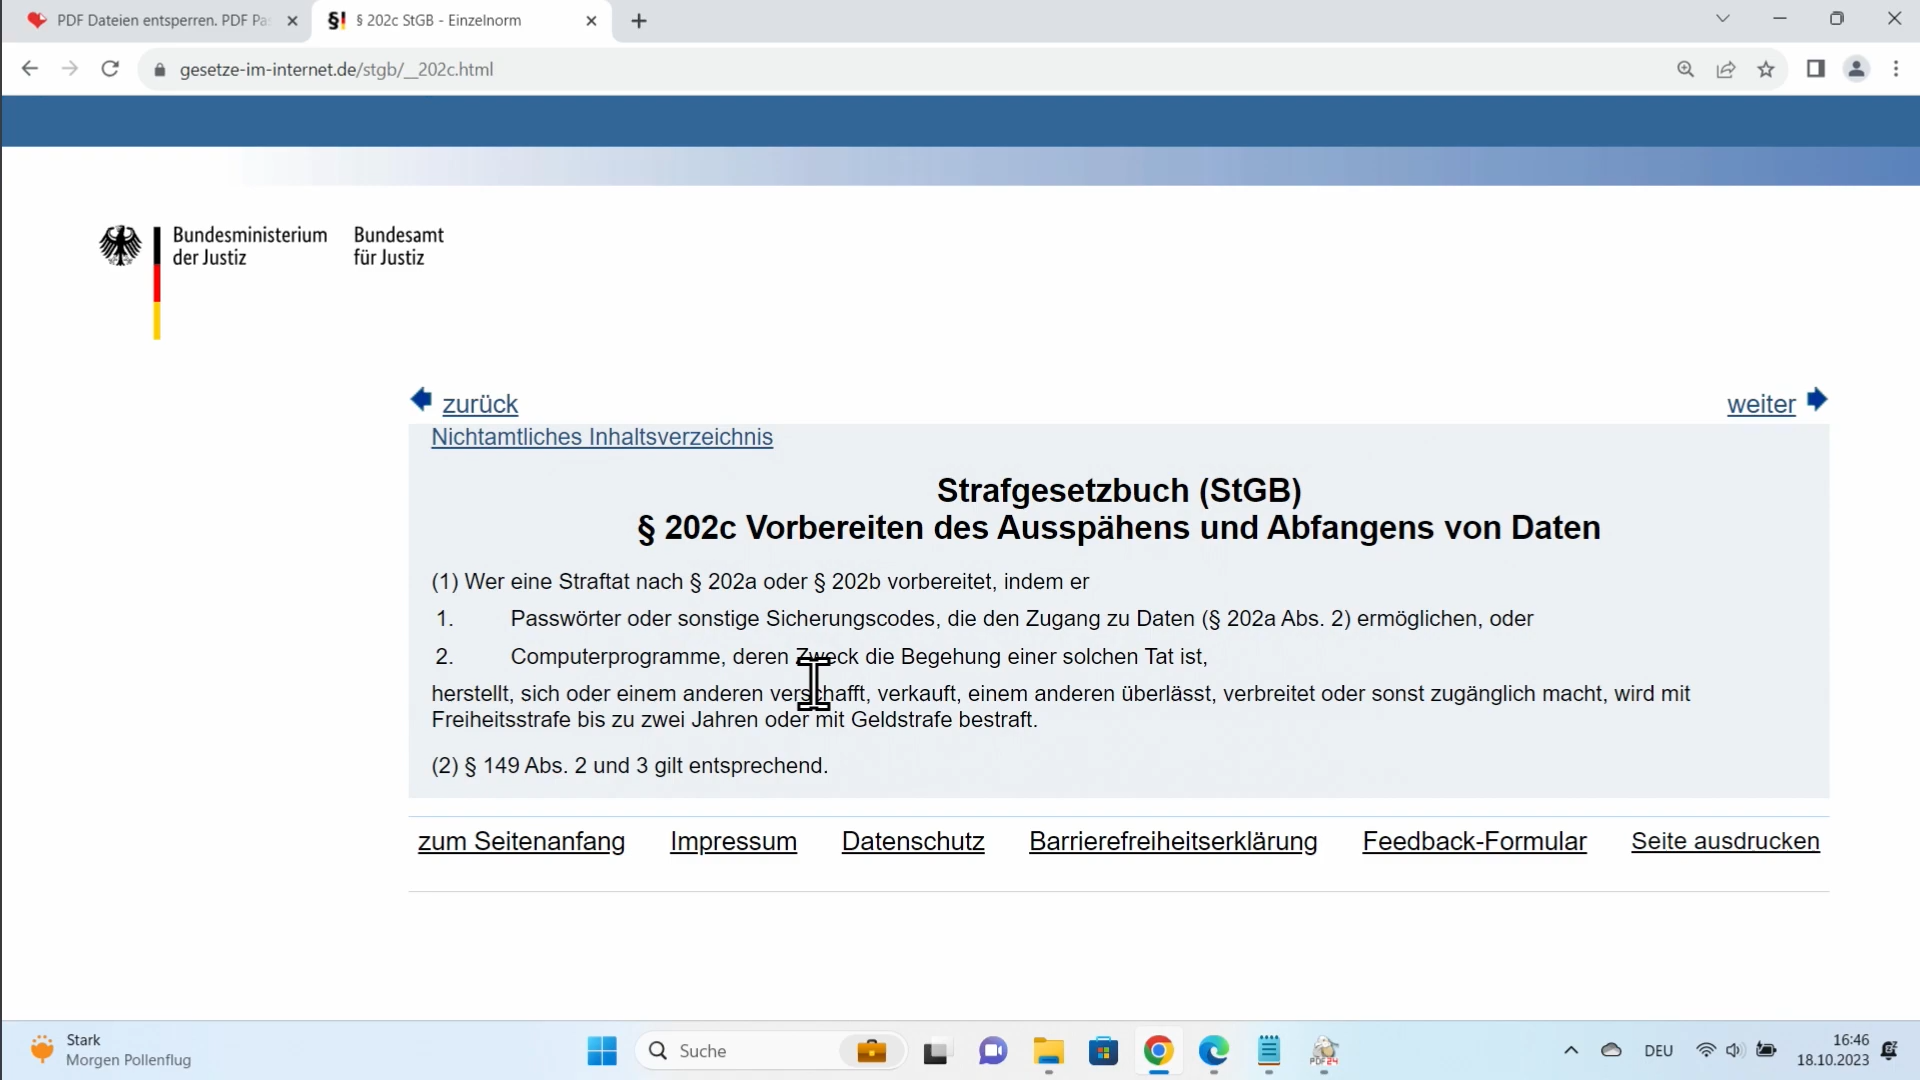 PDF Dateien entsperren. PDF Pa
§ 202c StGB - Einzelnorm
gesetze-im-internet.de/stgb/__202c.html
Bundesministerium der Justiz
Bundesamt für Justiz
zurück
weiter
Nichtamtliches Inhaltsverzeichnis
Strafgesetzbuch (StGB)
§ 202c Vorbereiten des Ausspähens und Abfangens von Daten
(1) Wer eine Straftat nach § 202a oder § 202b vorbereitet, indem er
1. Passwörter oder sonstige Sicherungscodes, die den Zugang zu Daten (§ 202a Abs. 2) ermöglichen, oder
2. Computerprogramme, deren Zweck die Begehung einer solchen Tat ist,
herstellt, sich oder einem anderen verschafft, verkauft, einem anderen überlässt, verbreitet oder sonst zugänglich macht, wird mit
Freiheitsstrafe bis zu zwei Jahren oder mit Geldstrafe bestraft.
(2) § 149 Abs. 2 und 3 gilt entsprechend.
zum Seitenanfang Impressum Datenschutz Barrierefreiheitserklärung Feedback-Formular Seite ausdrucken
Stark
Morgen Pollenflug
Suche
PDF24
DEU
16:46
18.10.2023